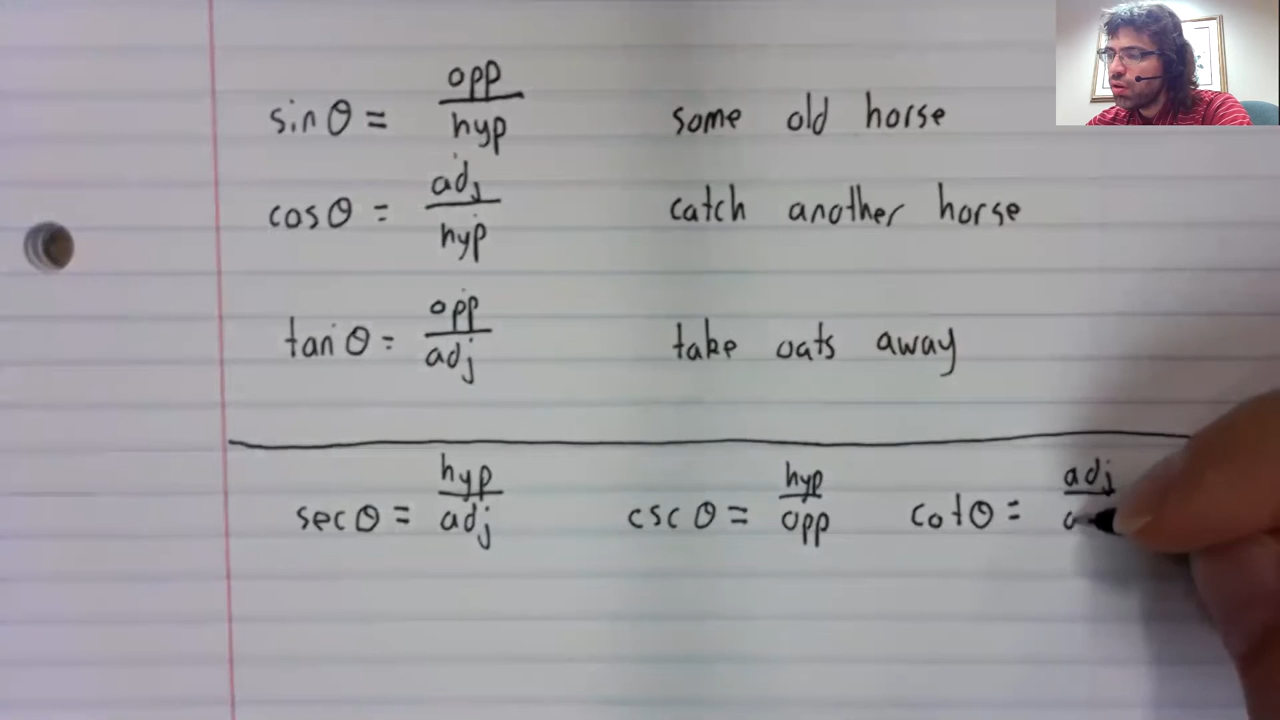 sin θ = opp/hyp some old horse
cos θ = adj/hyp catch another horse
tan θ = opp/adj take oats away
sec θ = hyp/adj csc θ = hyp/opp cot θ = adj/